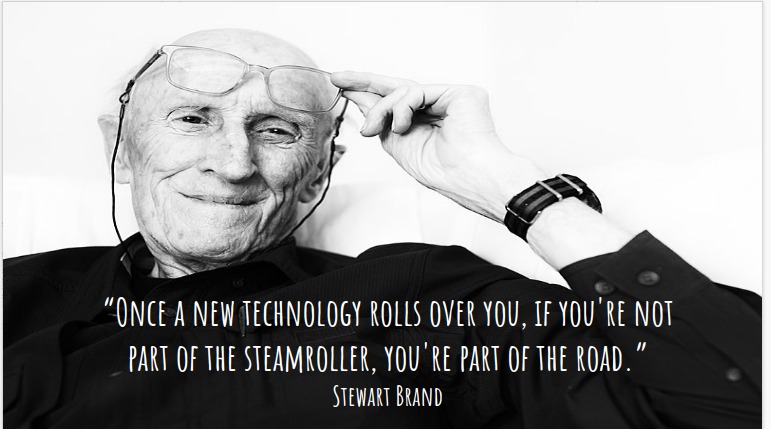 “Once a new technology rolls over you, if you're not
part of the steamroller, you're part of the road.”
Stewart Brand